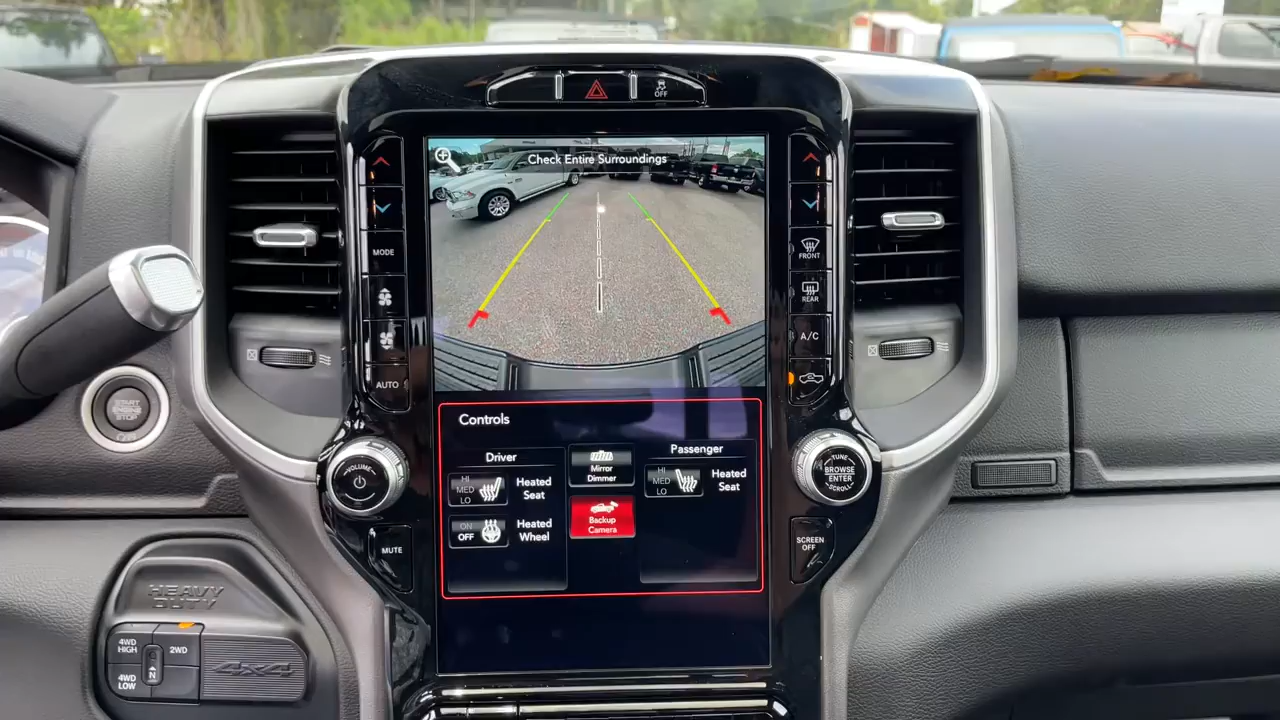 OFF
Check Entire Surroundings
MODE
FRONT
REAR
A/C
AUTO
START
ENGINE
STOP
VOLUME
TUNE
BROWSE
ENTER
SCROLL
Controls
Driver
Passenger
HI
MED
LO
Heated
Seat
Mirror
Dimmer
HI
MED
LO
Heated
Seat
ON
OFF
Heated
Wheel
Backup
Camera
MUTE
SCREEN
OFF
HEAVY
DUTY
4WD
HIGH
2WD
4WD
LOW
N
4x4